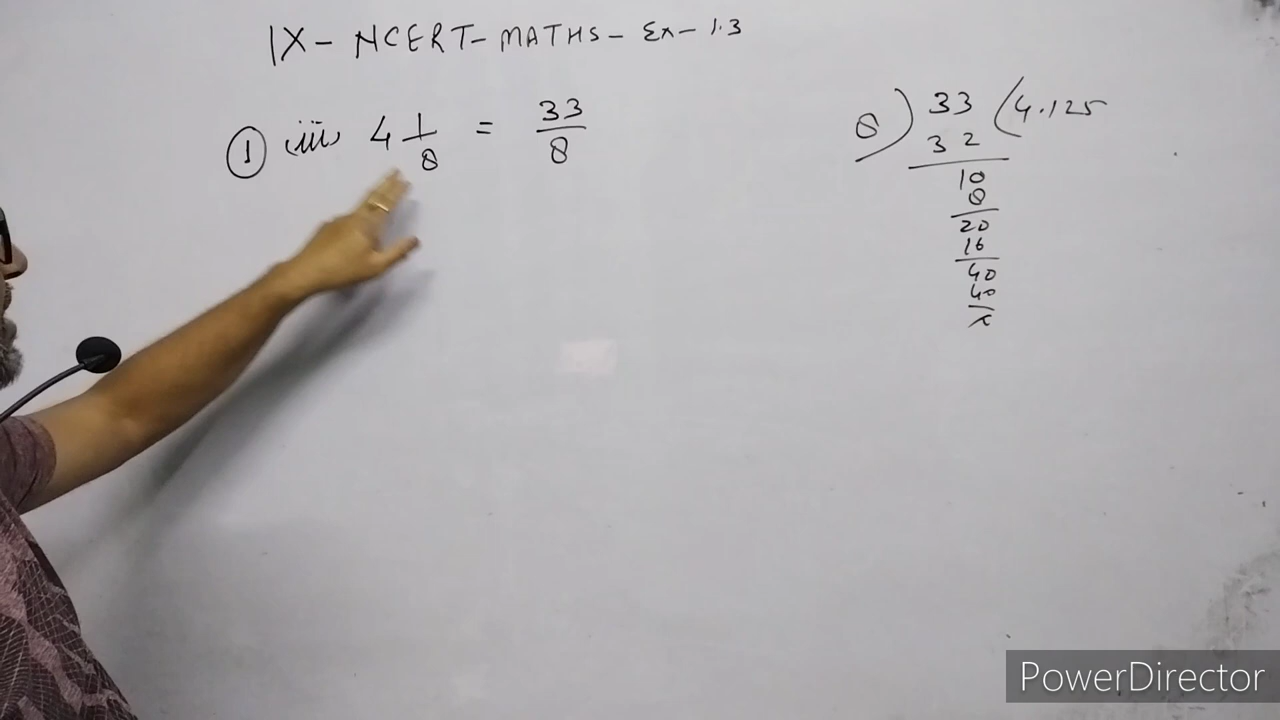 IX - NCERT - MATHS - Ex - 1.3
① (iii) 4 1/8 = 33/8
8 ) 33 ( 4.125
32
10
8
20
16
40
40
x
PowerDirector